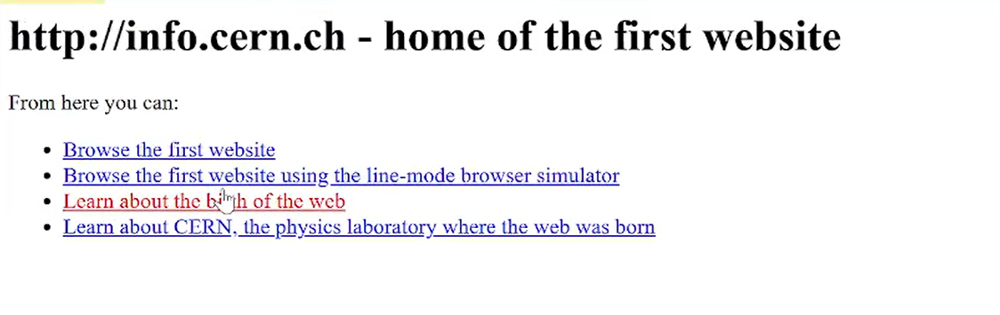 http://info.cern.ch - home of the first website
From here you can:
Browse the first website
Browse the first website using the line-mode browser simulator
Learn about the birth of the web
Learn about CERN, the physics laboratory where the web was born